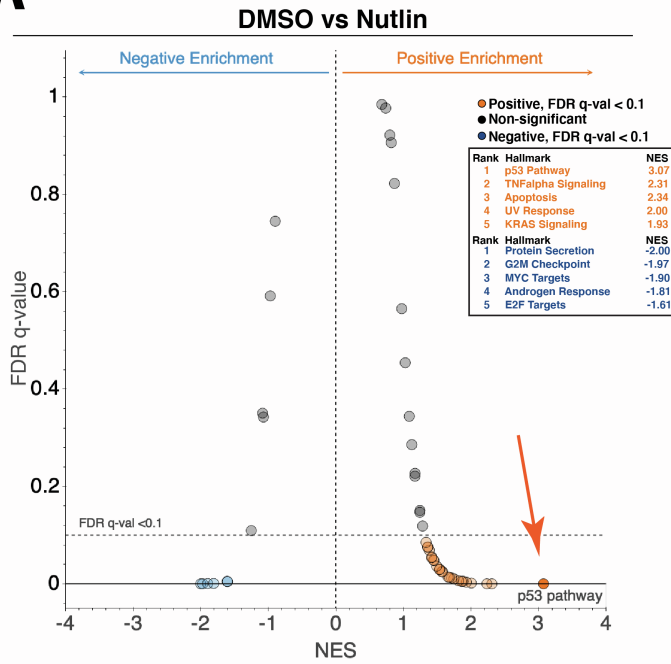 A
DMSO vs Nutlin
Negative Enrichment
Positive Enrichment
Positive, FDR q-val < 0.1
Non-significant
Negative, FDR q-val < 0.1
Rank Hallmark NES
1 p53 Pathway 3.07
2 TNFalpha Signaling 2.31
3 Apoptosis 2.34
4 UV Response 2.00
5 KRAS Signaling 1.93
Rank Hallmark NES
1 Protein Secretion -2.00
2 G2M Checkpoint -1.97
3 MYC Targets -1.90
4 Androgen Response -1.81
5 E2F Targets -1.61
FDR q-value
1
0.8
0.6
0.4
0.2
0
FDR q-val <0.1
p53 pathway
-4 -3 -2 -1 0 1 2 3 4
NES